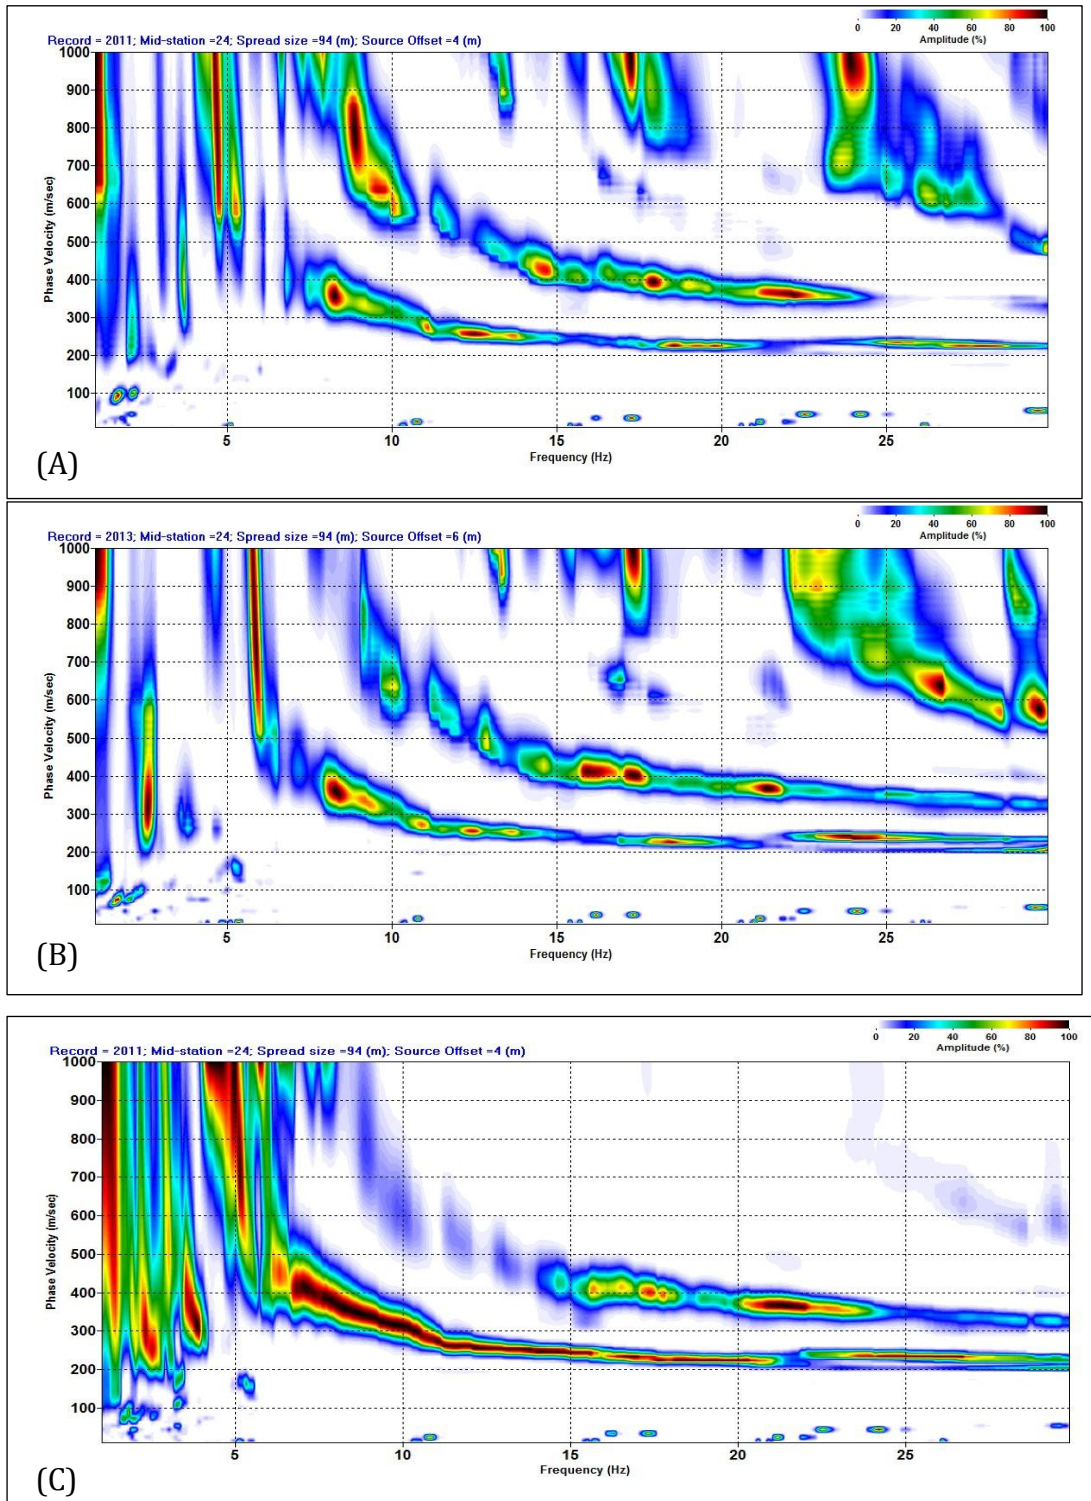 0 20 40 60 80 100
Amplitude (%)
Record = 2011; Mid-station =24; Spread size =94 (m); Source Offset =4 (m)
1000
900
800
700
600
500
400
300
200
100
Phase Velocity (m/sec)
5 10 15 20 25
Frequency (Hz)
(A)
0 20 40 60 80 100
Amplitude (%)
Record = 2013; Mid-station =24; Spread size =94 (m); Source Offset =6 (m)
1000
900
800
700
600
500
400
300
200
100
Phase Velocity (m/sec)
5 10 15 20 25
Frequency (Hz)
(B)
0 20 40 60 80 100
Amplitude (%)
Record = 2011; Mid-station =24; Spread size =94 (m); Source Offset =4 (m)
1000
900
800
700
600
500
400
300
200
100
Phase Velocity (m/sec)
5 10 15 20 25
Frequency (Hz)
(C)